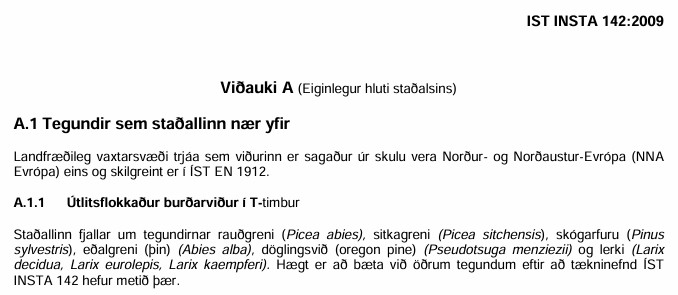 IST INSTA 142:2009
Viðauki A (Eiginlegur hluti staðalsins)
A.1 Tegundir sem staðallinn nær yfir
Landfræðileg vaxtarsvæði trjáa sem viðurinn er sagaður úr skulu vera Norður- og Norðaustur-Evrópa (NNA
Evrópa) eins og skilgreint er í ÍST EN 1912.
A.1.1 Útlitsflokkaður burðarviður í T-timbur
Staðallinn fjallar um tegundirnar rauðgreni (Picea abies), sitkagreni (Picea sitchensis), skógarfuru (Pinus
sylvestris), eðalgreni (þin) (Abies alba), döglingsvið (oregon pine) (Pseudotsuga menziezii) og lerki (Larix
decidua, Larix eurolepis, Larix kaempferi). Hægt er að bæta við öðrum tegundum eftir að tækninefnd ÍST
INSTA 142 hefur metið þær.